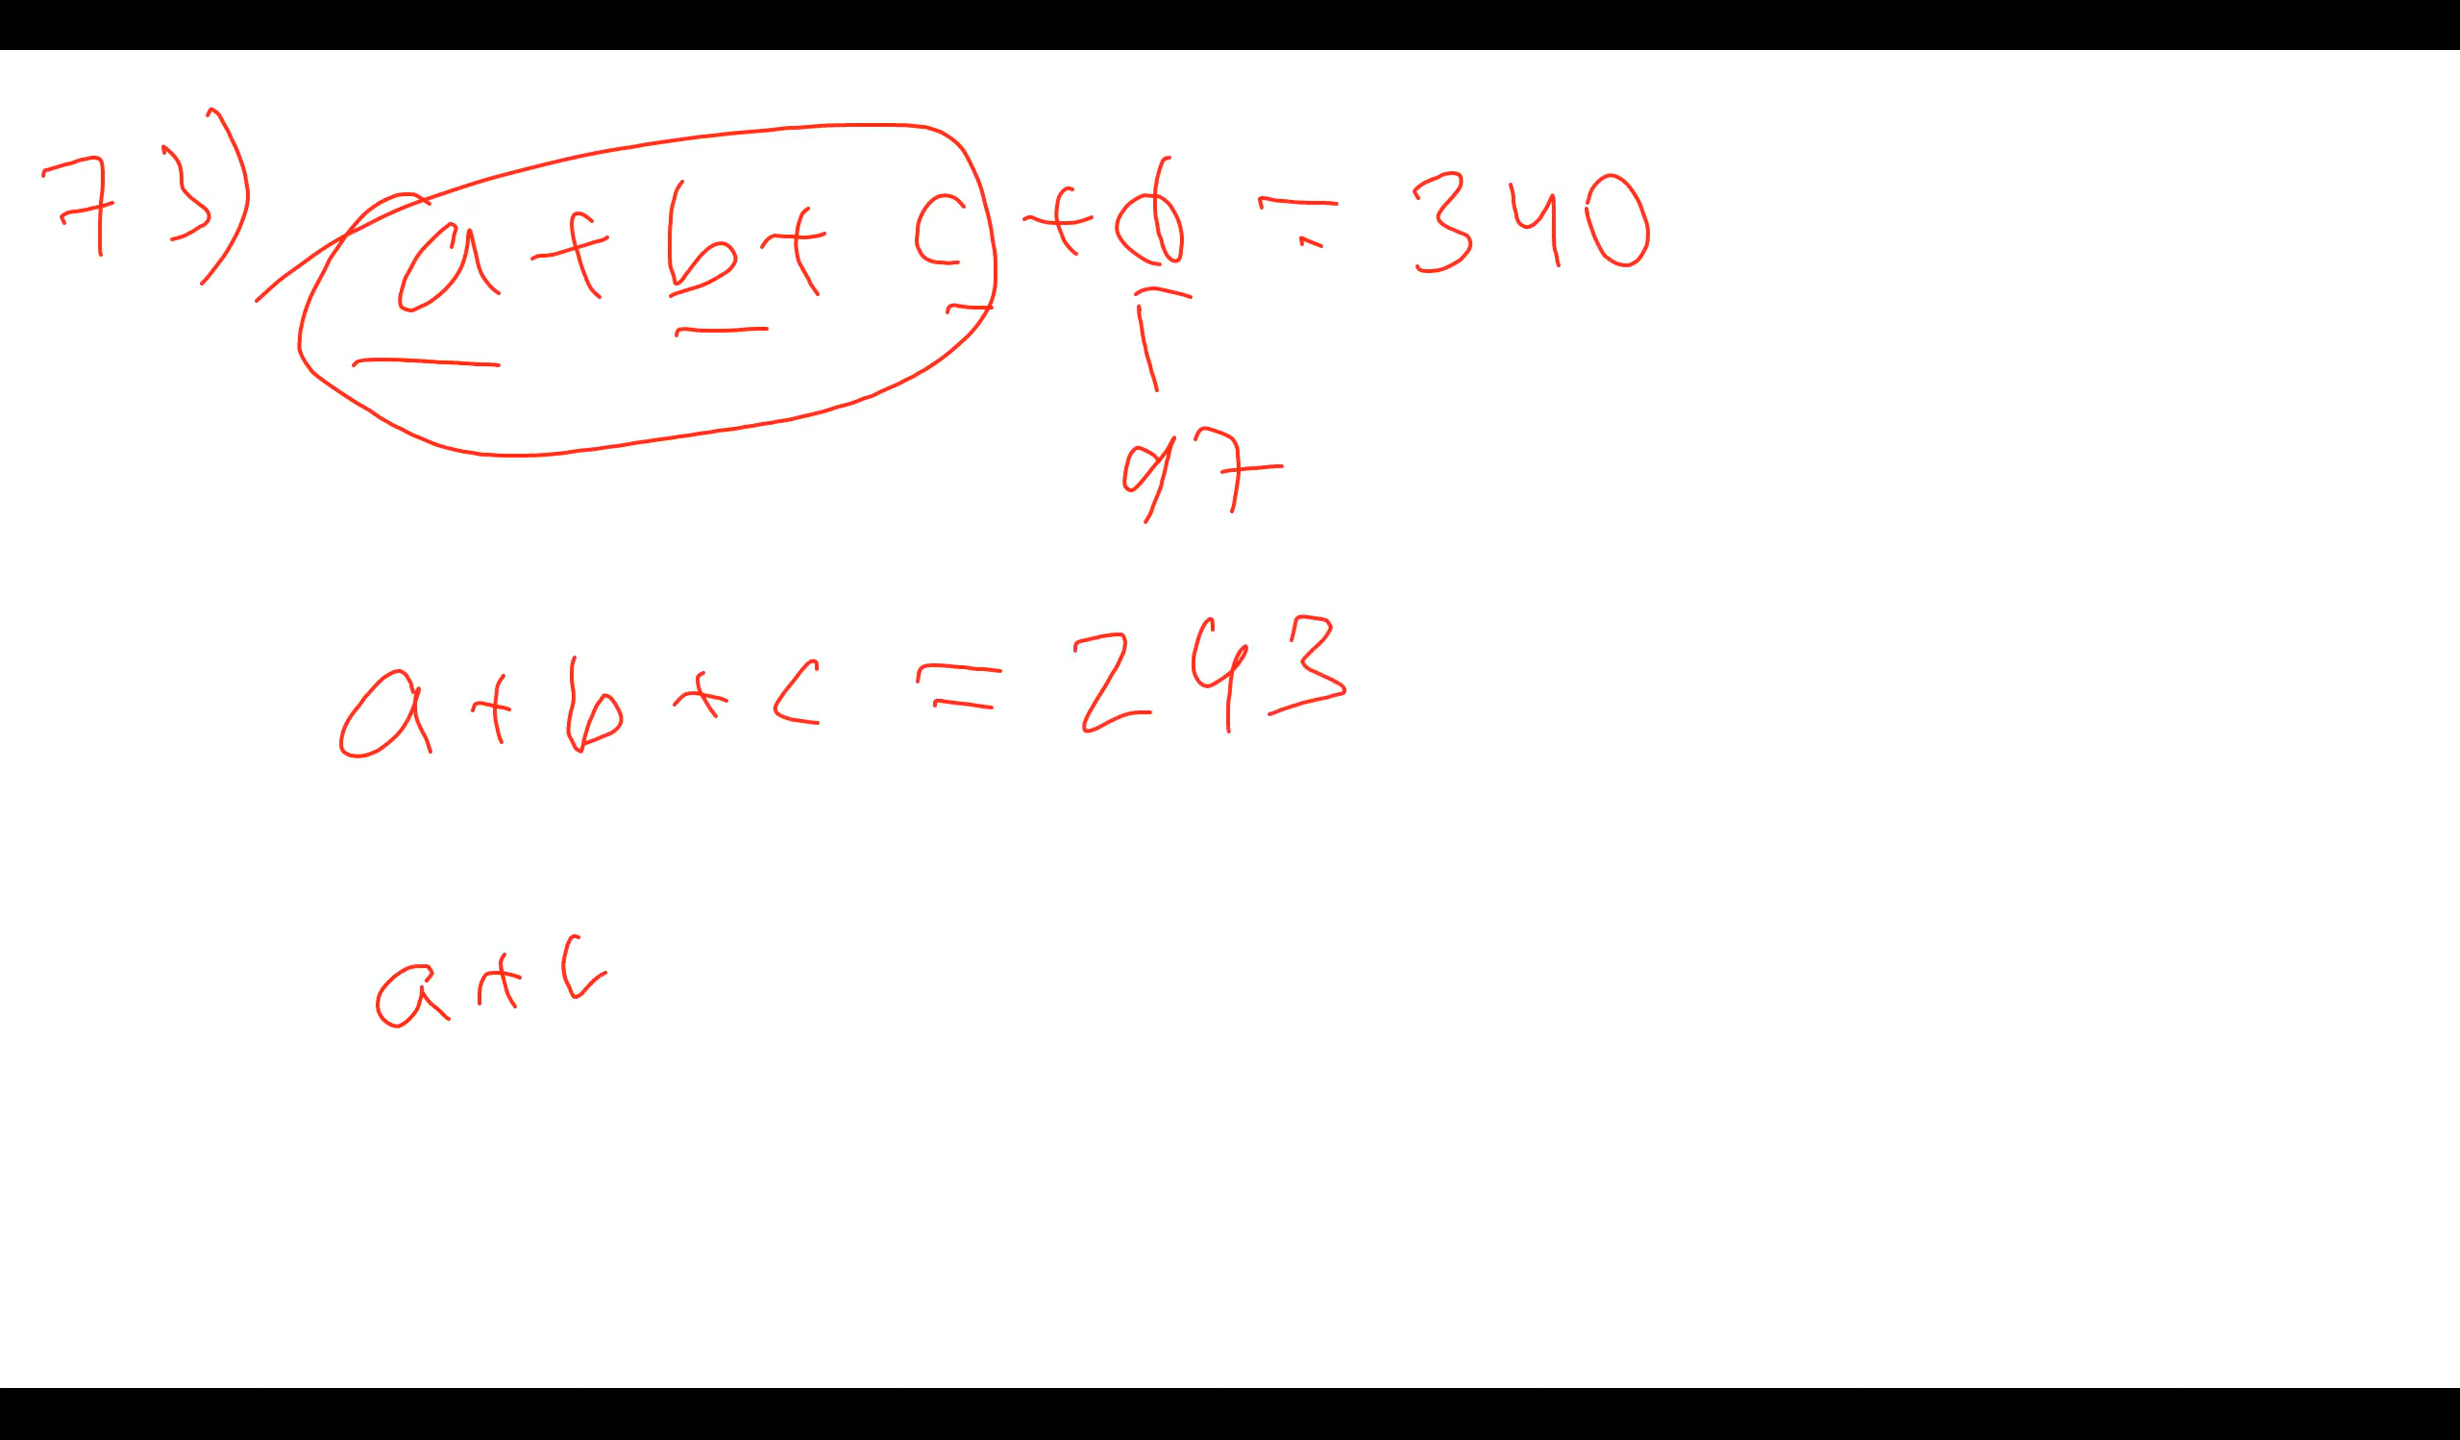 73) a + b + c + d = 340
97
a + b + c = 243
a + c